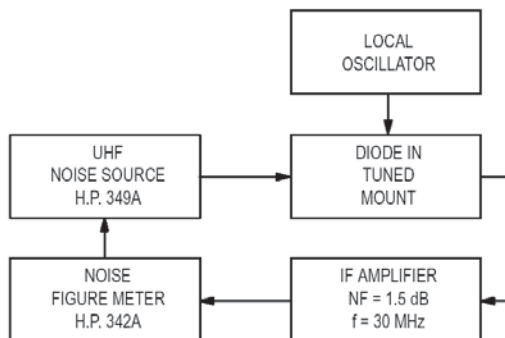 LOCAL
OSCILLATOR
UHF
NOISE SOURCE
H.P. 349A
DIODE IN
TUNED
MOUNT
NOISE
FIGURE METER
H.P. 342A
IF AMPLIFIER
NF = 1.5 dB
f = 30 MHz